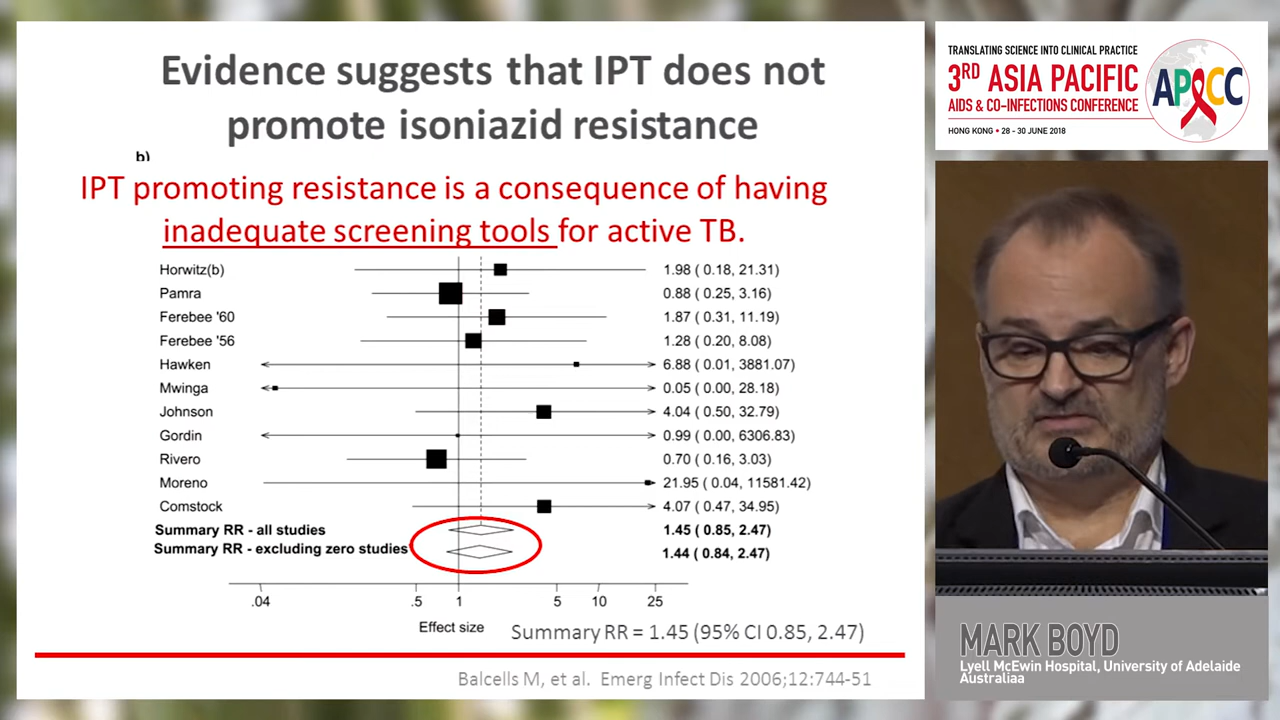 Evidence suggests that IPT does not
promote isoniazid resistance
b)
IPT promoting resistance is a consequence of having
inadequate screening tools for active TB.
Horwitz(b) 1.98 ( 0.18, 21.31)
Pamra 0.88 ( 0.25, 3.16)
Ferebee '60 1.87 ( 0.31, 11.19)
Ferebee '56 1.28 ( 0.20, 8.08)
Hawken 6.88 ( 0.01, 3881.07)
Mwinga 0.05 ( 0.00, 28.18)
Johnson 4.04 ( 0.50, 32.79)
Gordin 0.99 ( 0.00, 6306.83)
Rivero 0.70 ( 0.16, 3.03)
Moreno 21.95 ( 0.04, 11581.42)
Comstock 4.07 ( 0.47, 34.95)
Summary RR - all studies 1.45 ( 0.85, 2.47)
Summary RR - excluding zero studies 1.44 ( 0.84, 2.47)
.04 .5 1 5 10 25
Effect size
Summary RR = 1.45 (95% CI 0.85, 2.47)
Balcells M, et al. Emerg Infect Dis 2006;12:744-51
TRANSLATING SCIENCE INTO CLINICAL PRACTICE
3RD ASIA PACIFIC
AIDS & CO-INFECTIONS CONFERENCE
HONG KONG • 28 - 30 JUNE 2018
APACC
MARK BOYD
Lyell McEwin Hospital, University of Adelaide
Australiaa